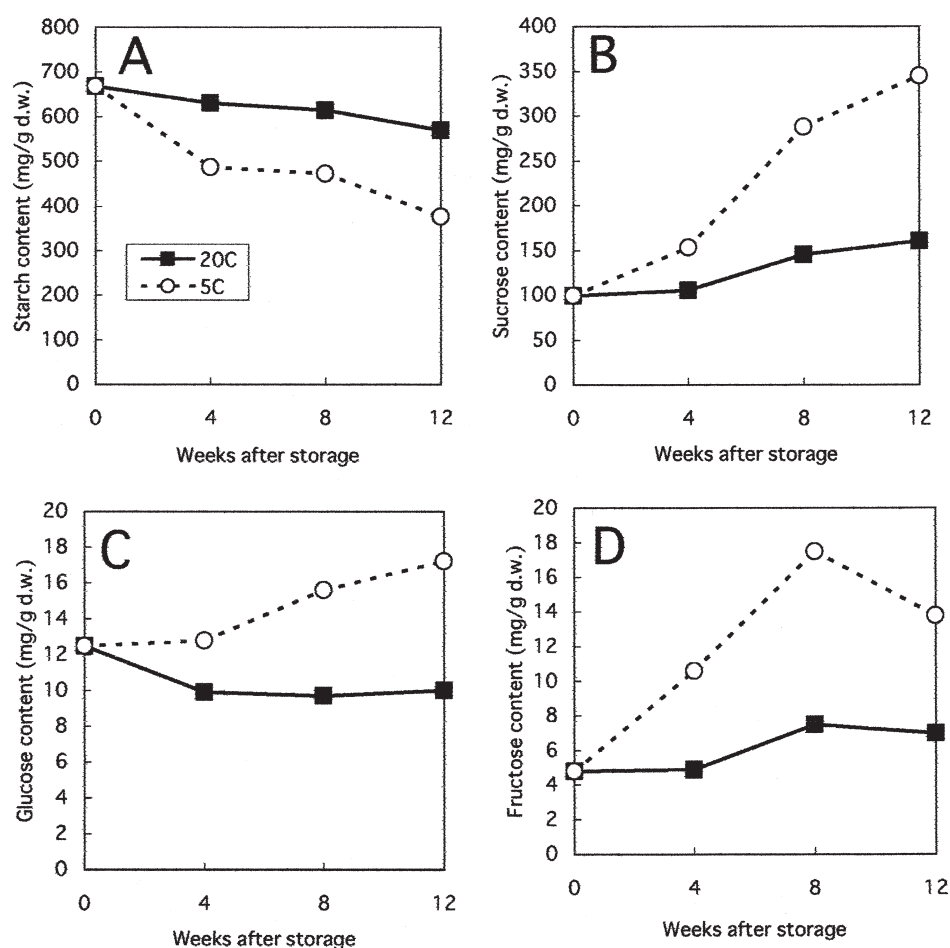 A
Starch content (mg/g d.w.)
800
700
600
500
400
300
200
100
0
20C
5C
0 4 8 12
Weeks after storage
B
Sucrose content (mg/g d.w.)
400
350
300
250
200
150
100
50
0
0 4 8 12
Weeks after storage
C
Glucose content (mg/g d.w.)
20
18
16
14
12
10
8
6
4
2
0
0 4 8 12
Weeks after storage
D
Fructose content (mg/g d.w.)
20
18
16
14
12
10
8
6
4
2
0
0 4 8 12
Weeks after storage